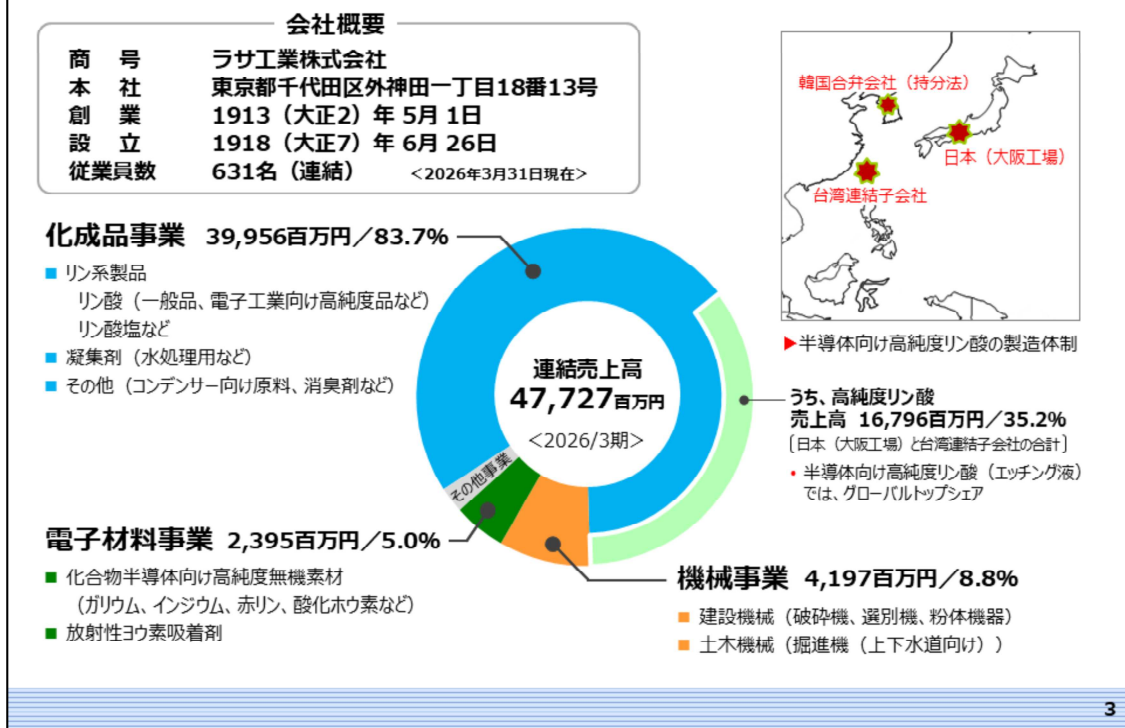 会社概要
商　号　ラサ工業株式会社
本　社　東京都千代田区外神田一丁目18番13号
創　業　1913（大正2）年 5月 1日
設　立　1918（大正7）年 6月 26日
従業員数　631名（連結）　＜2026年3月31日現在＞
韓国合弁会社（持分法）
日本（大阪工場）
台湾連結子会社
▶半導体向け高純度リン酸の製造体制
化成品事業　39,956百万円／83.7%
■ リン系製品
リン酸（一般品、電子工業向け高純度品など）
リン酸塩など
■ 凝集剤（水処理用など）
■ その他（コンデンサー向け原料、消臭剤など）
連結売上高
47,727百万円
＜2026/3期＞
うち、高純度リン酸
売上高 16,796百万円／35.2%
〔日本（大阪工場）と台湾連結子会社の合計〕
• 半導体向け高純度リン酸（エッチング液）
では、グローバルトップシェア
その他事業
電子材料事業　2,395百万円／5.0%
■ 化合物半導体向け高純度無機素材
（ガリウム、インジウム、赤リン、酸化ホウ素など）
■ 放射性ヨウ素吸着剤
機械事業　4,197百万円／8.8%
■ 建設機械（破砕機、選別機、粉体機器）
■ 土木機械（掘進機（上下水道向け））
3